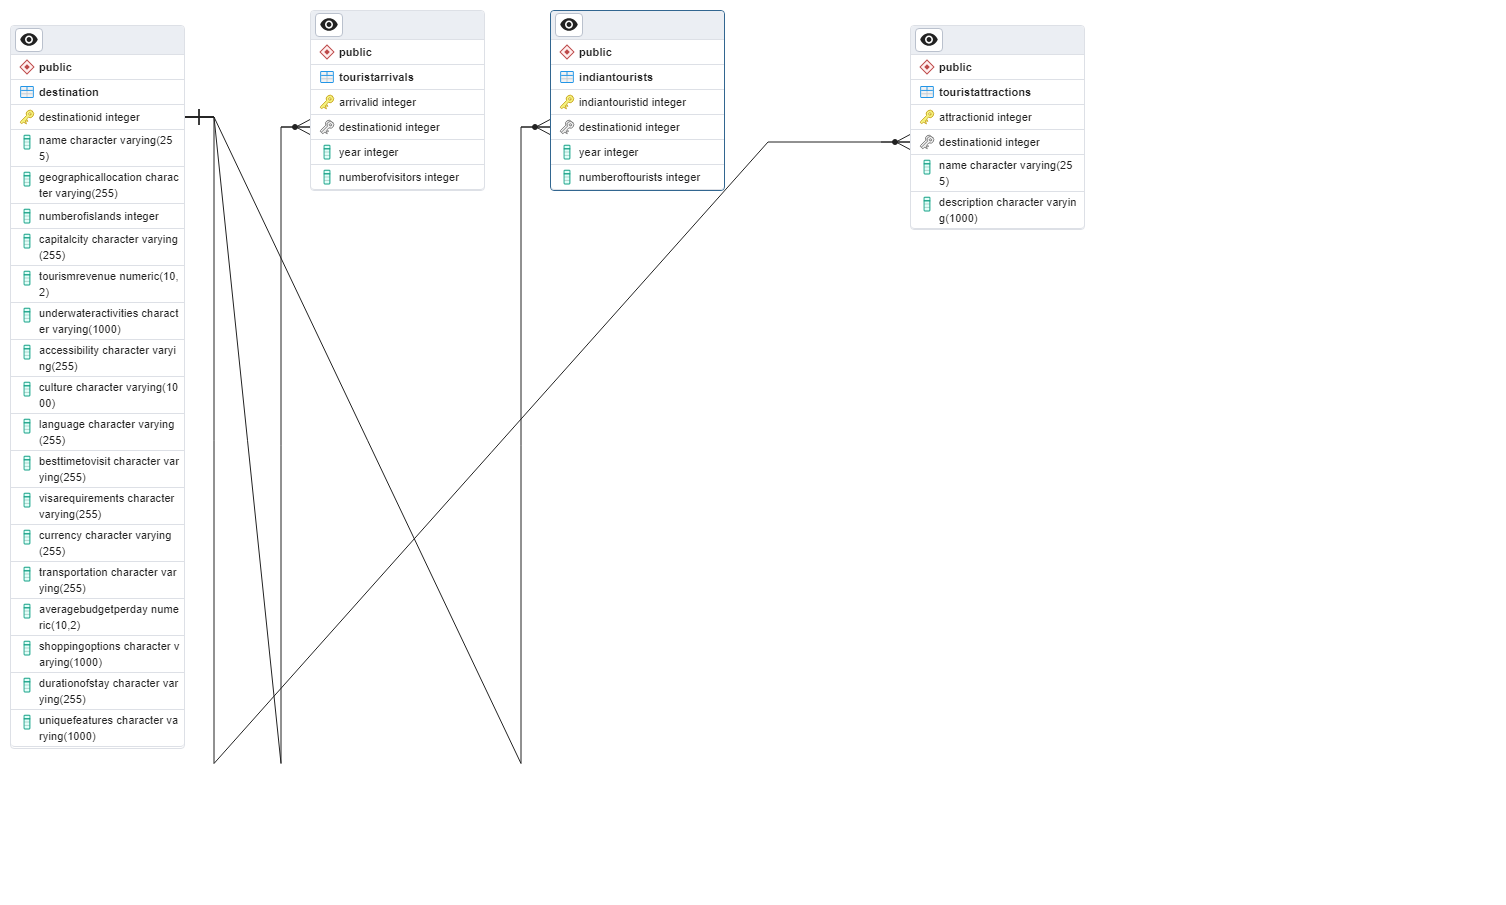 public
destination
destinationid integer
name character varying(25
5)
geographicallocation charac
ter varying(255)
numberofislands integer
capitalcity character varying
(255)
tourismrevenue numeric(10,
2)
underwateractivities charact
er varying(1000)
accessibility character varyi
ng(255)
culture character varying(10
00)
language character varying
(255)
besttimetovisit character var
ying(255)
visarequirements character
varying(255)
currency character varying
(255)
transportation character var
ying(255)
averagebudgetperday nume
ric(10,2)
shoppingoptions character v
arying(1000)
durationofstay character var
ying(255)
uniquefeatures character va
rying(1000)
public
touristarrivals
arrivalid integer
destinationid integer
year integer
numberofvisitors integer
public
indiantourists
indiantouristid integer
destinationid integer
year integer
numberoftourists integer
public
touristattractions
attractionid integer
destinationid integer
name character varying(25
5)
description character varyin
g(1000)